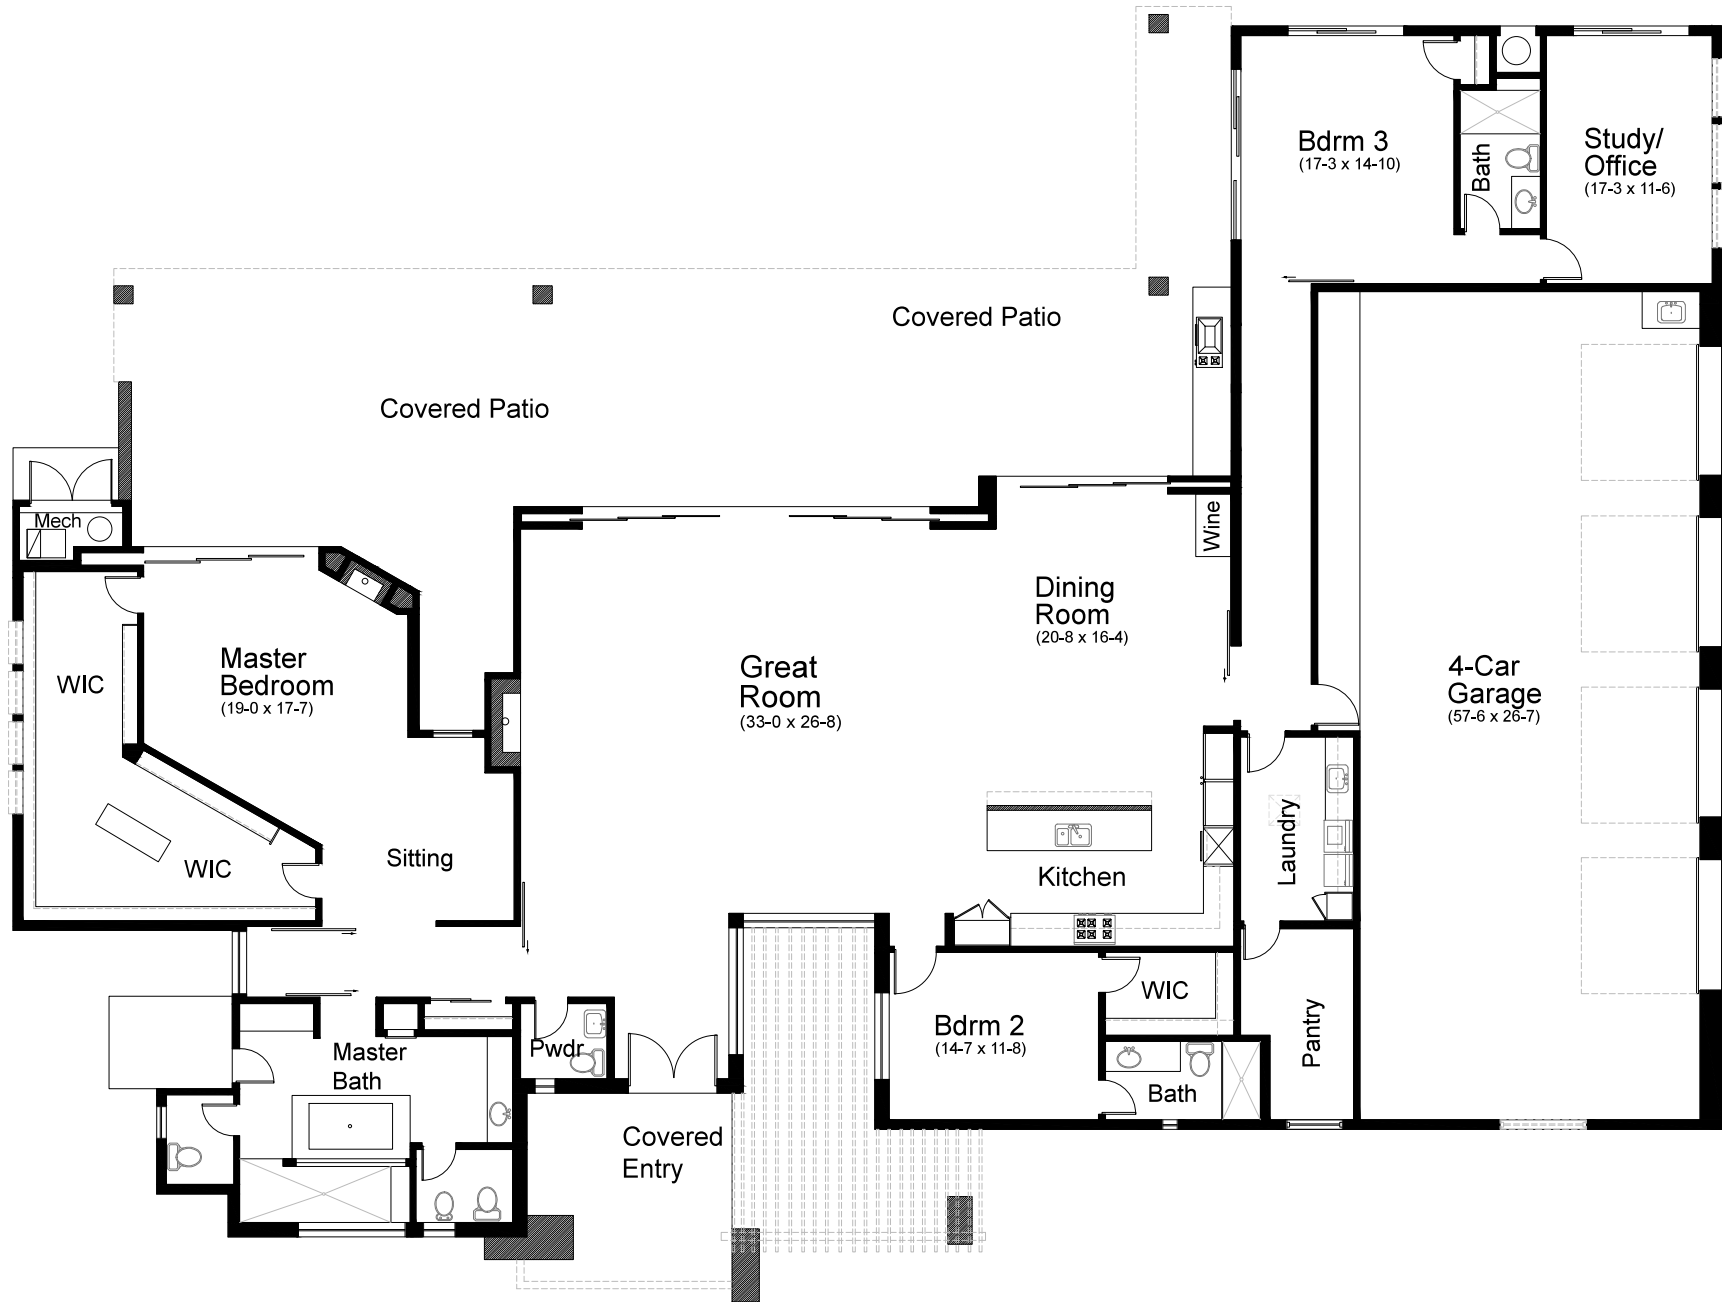 Bdrm 3
(17-3 x 14-10)
Bath
Study/
Office
(17-3 x 11-6)
Covered Patio
Covered Patio
Mech
Wine
Dining
Room
(20-8 x 16-4)
WIC
Master
Bedroom
(19-0 x 17-7)
Great
Room
(33-0 x 26-8)
4-Car
Garage
(57-6 x 26-7)
WIC
Sitting
Kitchen
Laundry
WIC
Bdrm 2
(14-7 x 11-8)
Pantry
Pwdr
Master
Bath
Bath
Covered
Entry